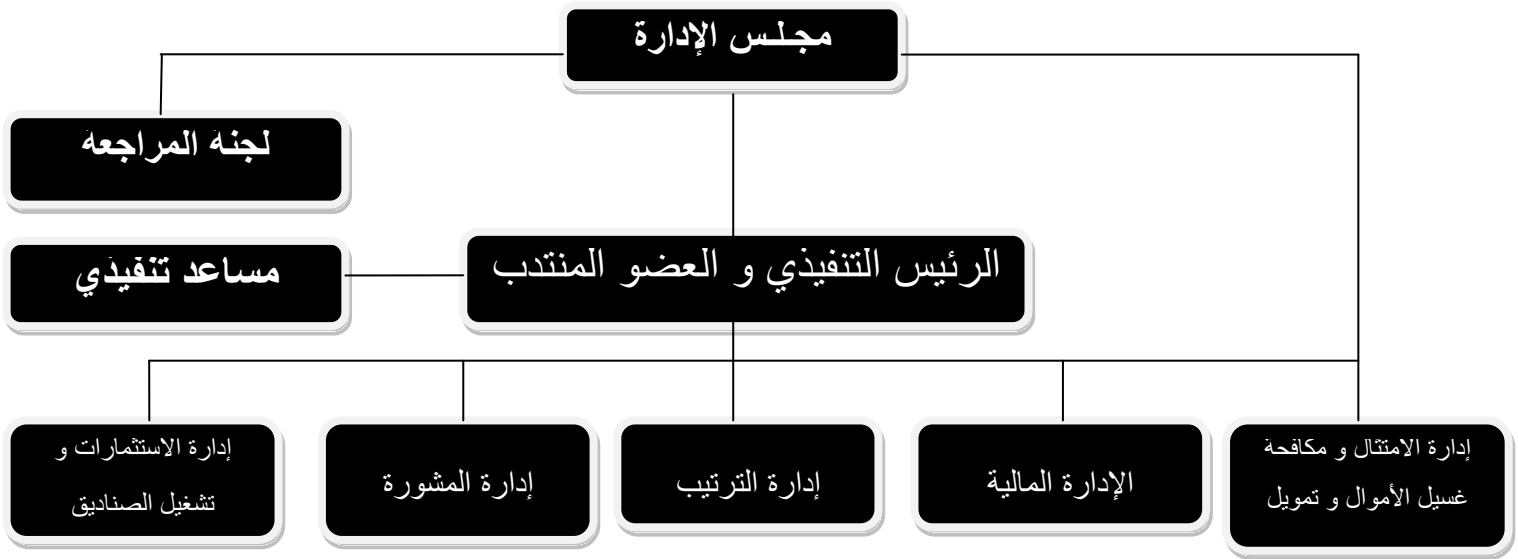 مجلس الإدارة
لجنة المراجعة
الرئيس التنفيذي و العضو المنتدب
مساعد تنفيذي
إدارة الامتثال و مكافحة
غسيل الأموال و تمويل
الإدارة المالية
إدارة الترتيب
إدارة المشورة
إدارة الاستثمارات و
تشغيل الصناديق